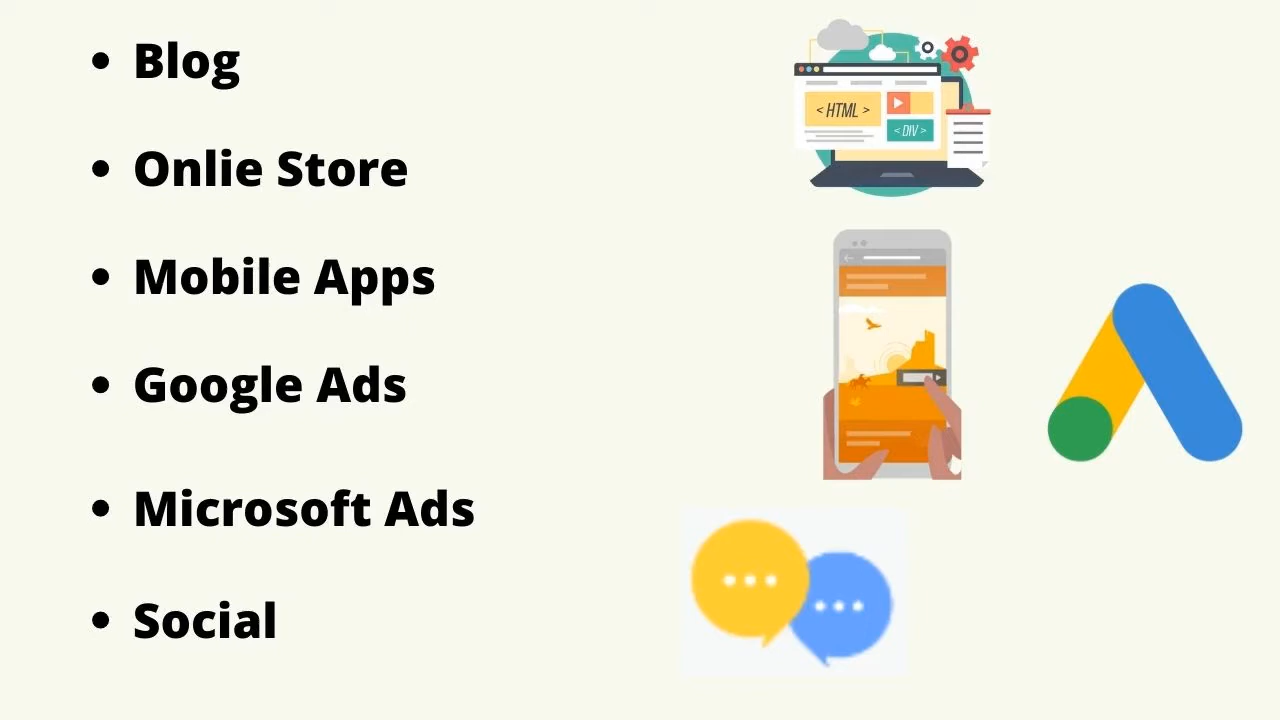 Blog
Onlie Store
Mobile Apps
Google Ads
Microsoft Ads
Social
< HTML >
< DIV >